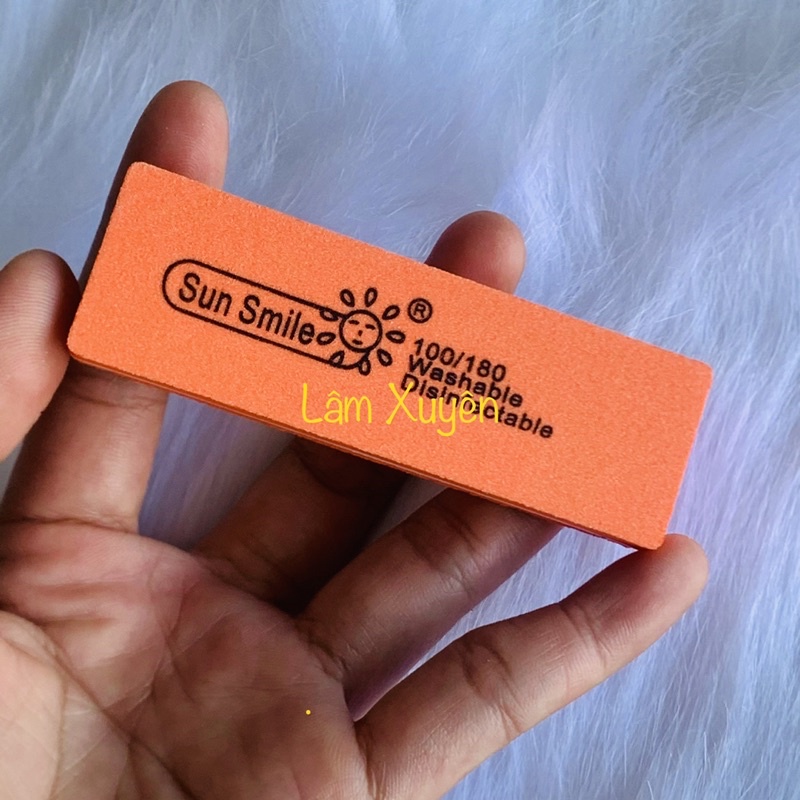 Sun Smile ®
100/180
Washable
Disinfectable
Lâm Xuyên